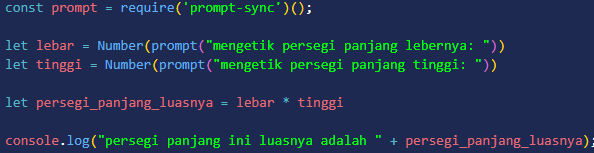 const prompt = require('prompt-sync')();
let lebar = Number(prompt("mengetik persegi panjang lebernya: "))
let tinggi = Number(prompt("mengetik persegi panjang tinggi: "))
let persegi_panjang_luasnya = lebar * tinggi
console.log("persegi panjang ini luasnya adalah " + persegi_panjang_luasnya);